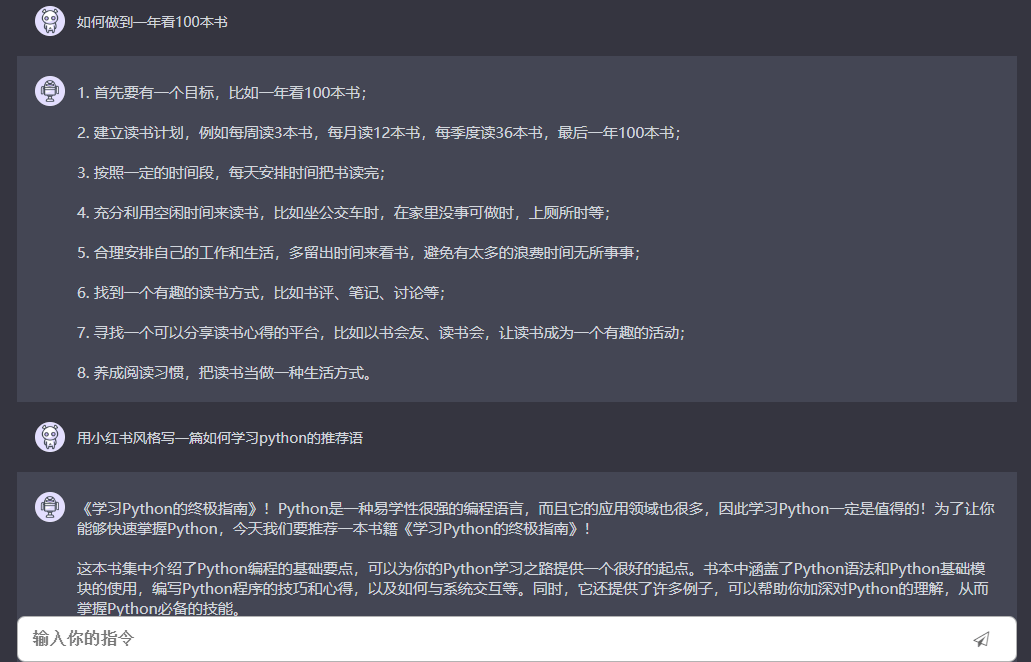 如何做到一年看100本书
1. 首先要有一个目标，比如一年看100本书；
2. 建立读书计划，例如每周读3本书，每月读12本书，每季度读36本书，最后一年100本书；
3. 按照一定的时间段，每天安排时间把书读完；
4. 充分利用空闲时间来读书，比如坐公交车时，在家里没事可做时，上厕所时等；
5. 合理安排自己的工作和生活，多留出时间来看书，避免有太多的浪费时间无所事事；
6. 找到一个有趣的读书方式，比如书评、笔记、讨论等；
7. 寻找一个可以分享读书心得的平台，比如以书会友、读书会，让读书成为一个有趣的活动；
8. 养成阅读习惯，把读书当做一种生活方式。
用小红书风格写一篇如何学习python的推荐语
《学习Python的终极指南》！Python是一种易学性很强的编程语言，而且它的应用领域也很多，因此学习Python一定是值得的！为了让你
能够快速掌握Python，今天我们要推荐一本书籍《学习Python的终极指南》！
这本书集中介绍了Python编程的基础要点，可以为你的Python学习之路提供一个很好的起点。书本中涵盖了Python语法和Python基础模
块的使用，编写Python程序的技巧和心得，以及如何与系统交互等。同时，它还提供了许多例子，可以帮助你加深对Python的理解，从而
掌握Python必备的技能。
输入你的指令